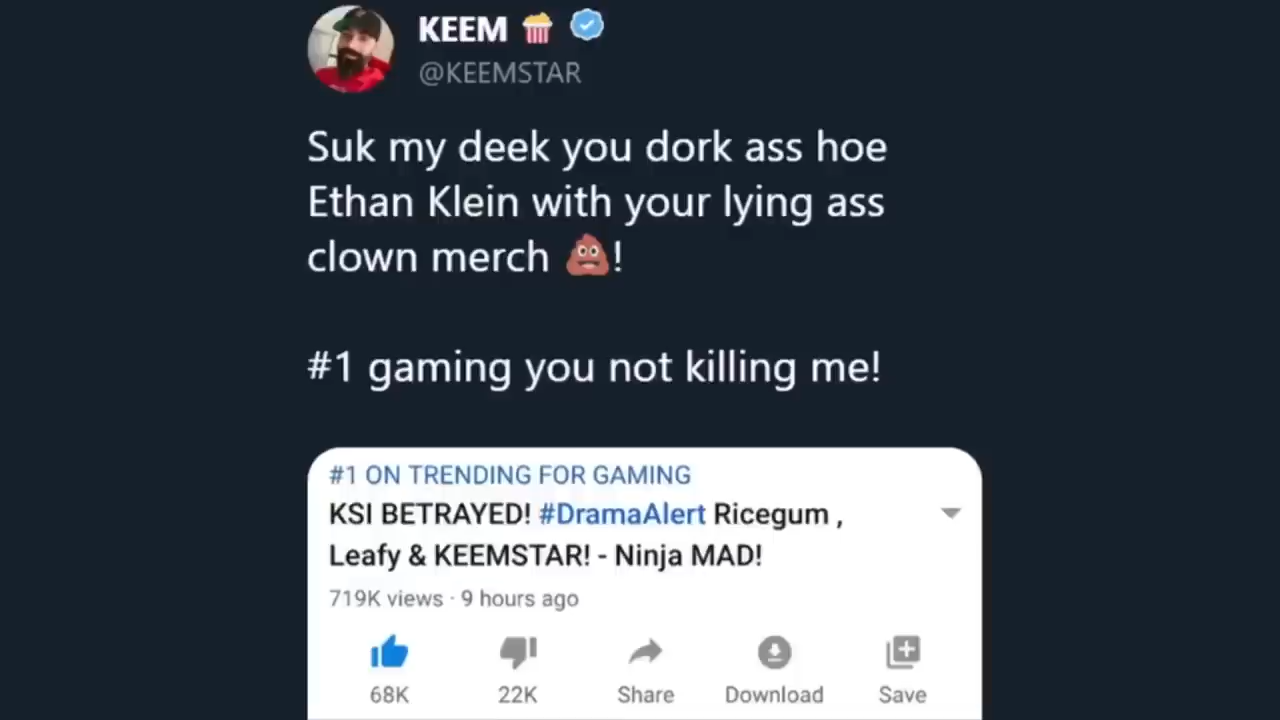 KEEM 🍿
@KEEMSTAR
Suk my deek you dork ass hoe
Ethan Klein with your lying ass
clown merch 💩!
#1 gaming you not killing me!
#1 ON TRENDING FOR GAMING
KSI BETRAYED! #DramaAlert Ricegum ,
Leafy & KEEMSTAR! - Ninja MAD!
719K views · 9 hours ago
68K 22K Share Download Save